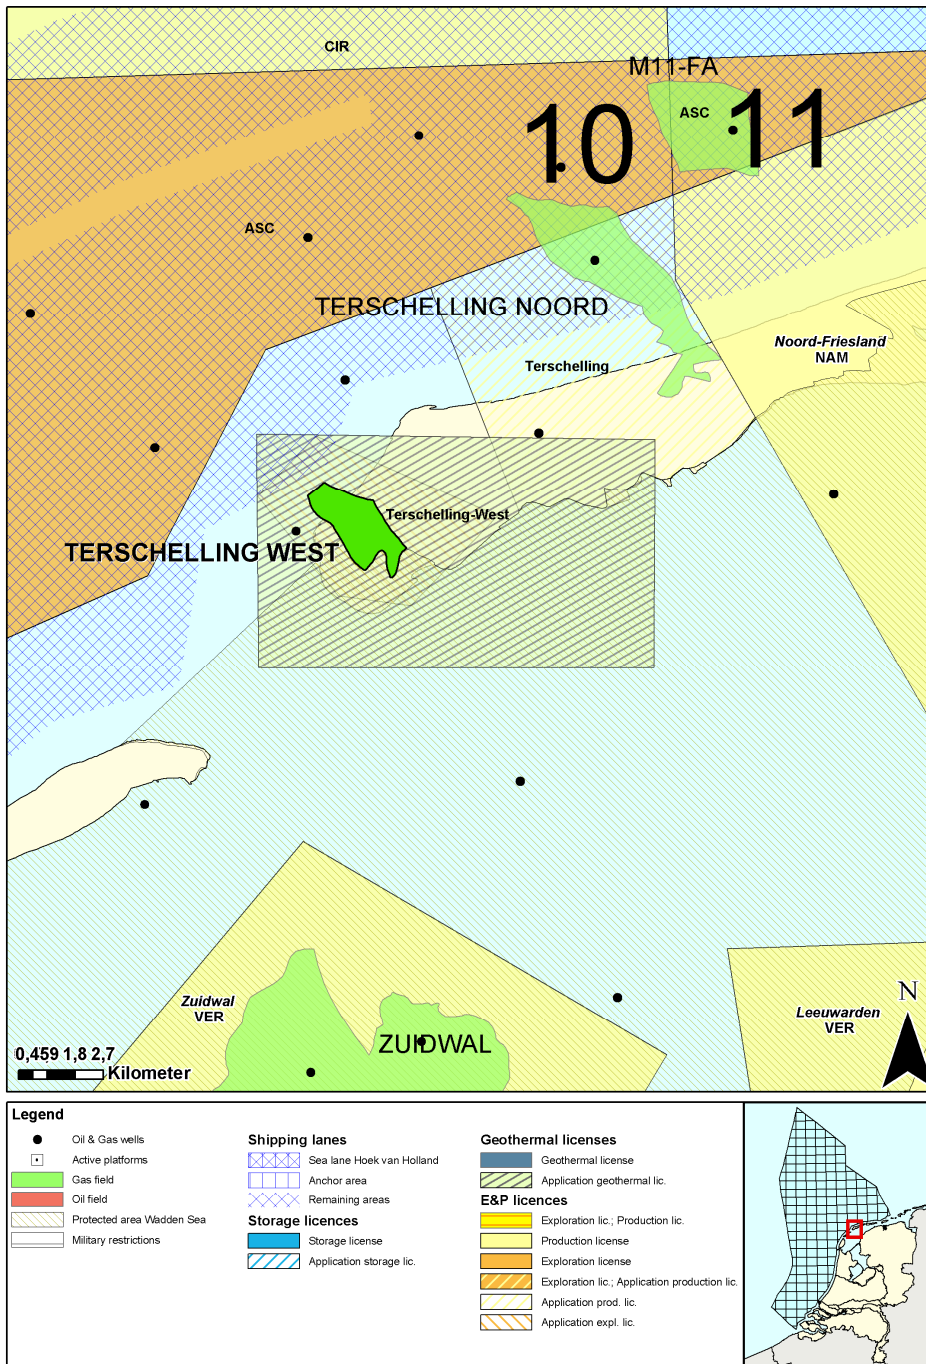 CIR
M11-FA
10
ASC
11
ASC
TERSCHELLING NOORD
Noord-Friesland
NAM
Terschelling
Terschelling-West
TERSCHELLING WEST
Zuidwal
VER
ZUIDWAL
Leeuwarden
VER
N
0,459 1,8 2,7
Kilometer
Legend
Oil & Gas wells
Active platforms
Gas field
Oil field
Protected area Wadden Sea
Military restrictions
Shipping lanes
Sea lane Hoek van Holland
Anchor area
Remaining areas
Storage licences
Storage license
Application storage lic.
Geothermal licenses
Geothermal license
Application geothermal lic.
E&P licences
Exploration lic.; Production lic.
Production license
Exploration license
Exploration lic.; Application production lic.
Application prod. lic.
Application expl. lic.